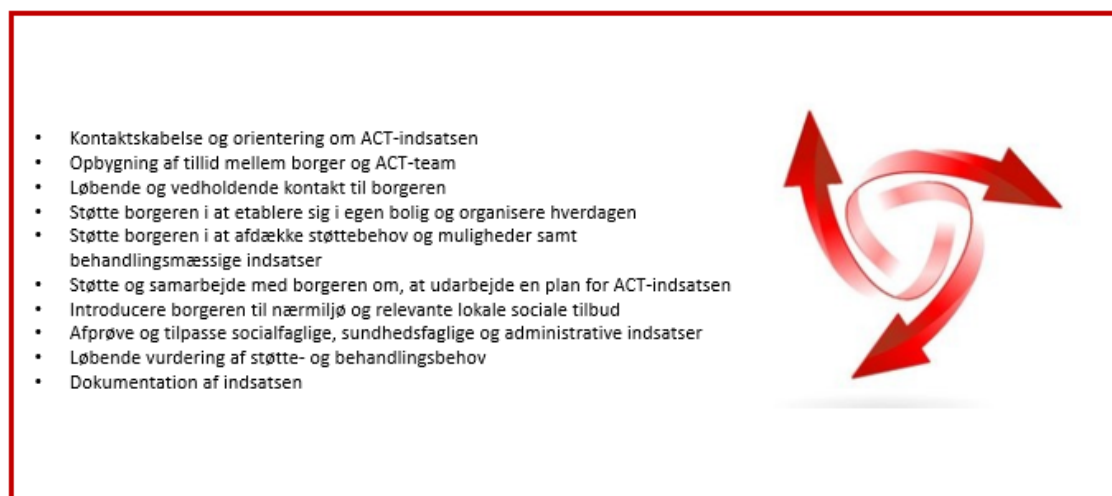 • Kontaktskabelse og orientering om ACT-indsatsen
• Opbygning af tillid mellem borger og ACT-team
• Løbende og vedholdende kontakt til borgeren
• Støtte borgeren i at etablere sig i egen bolig og organisere hverdagen
• Støtte borgeren i at afdække støttebehov og muligheder samt
behandlingsmæssige indsatser
• Støtte og samarbejde med borgeren om, at udarbejde en plan for ACT-indsatsen
• Introducere borgeren til nærmiljø og relevante lokale sociale tilbud
• Afprøve og tilpasse socialfaglige, sundhedsfaglige og administrative indsatser
• Løbende vurdering af støtte- og behandlingsbehov
• Dokumentation af indsatsen